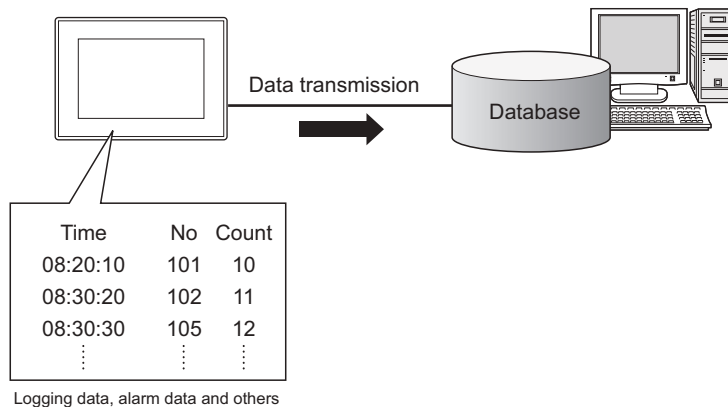 Data transmission
Database
Time No Count
08:20:10 101 10
08:30:20 102 11
08:30:30 105 12
Logging data, alarm data and others